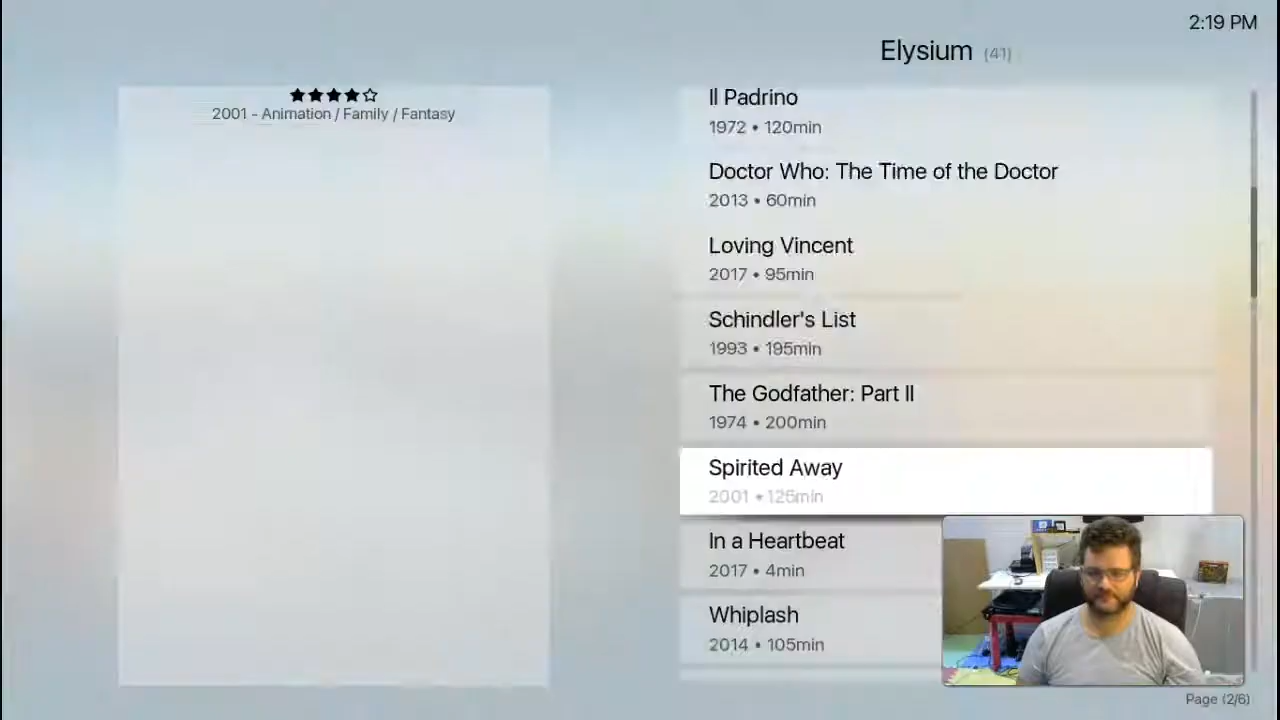 2:19 PM
Elysium (41)
★★★★☆
2001 - Animation / Family / Fantasy
Il Padrino
1972 • 120min
Doctor Who: The Time of the Doctor
2013 • 60min
Loving Vincent
2017 • 95min
Schindler's List
1993 • 195min
The Godfather: Part II
1974 • 200min
Spirited Away
2001 • 125min
In a Heartbeat
2017 • 4min
Whiplash
2014 • 105min
Page (2/6)